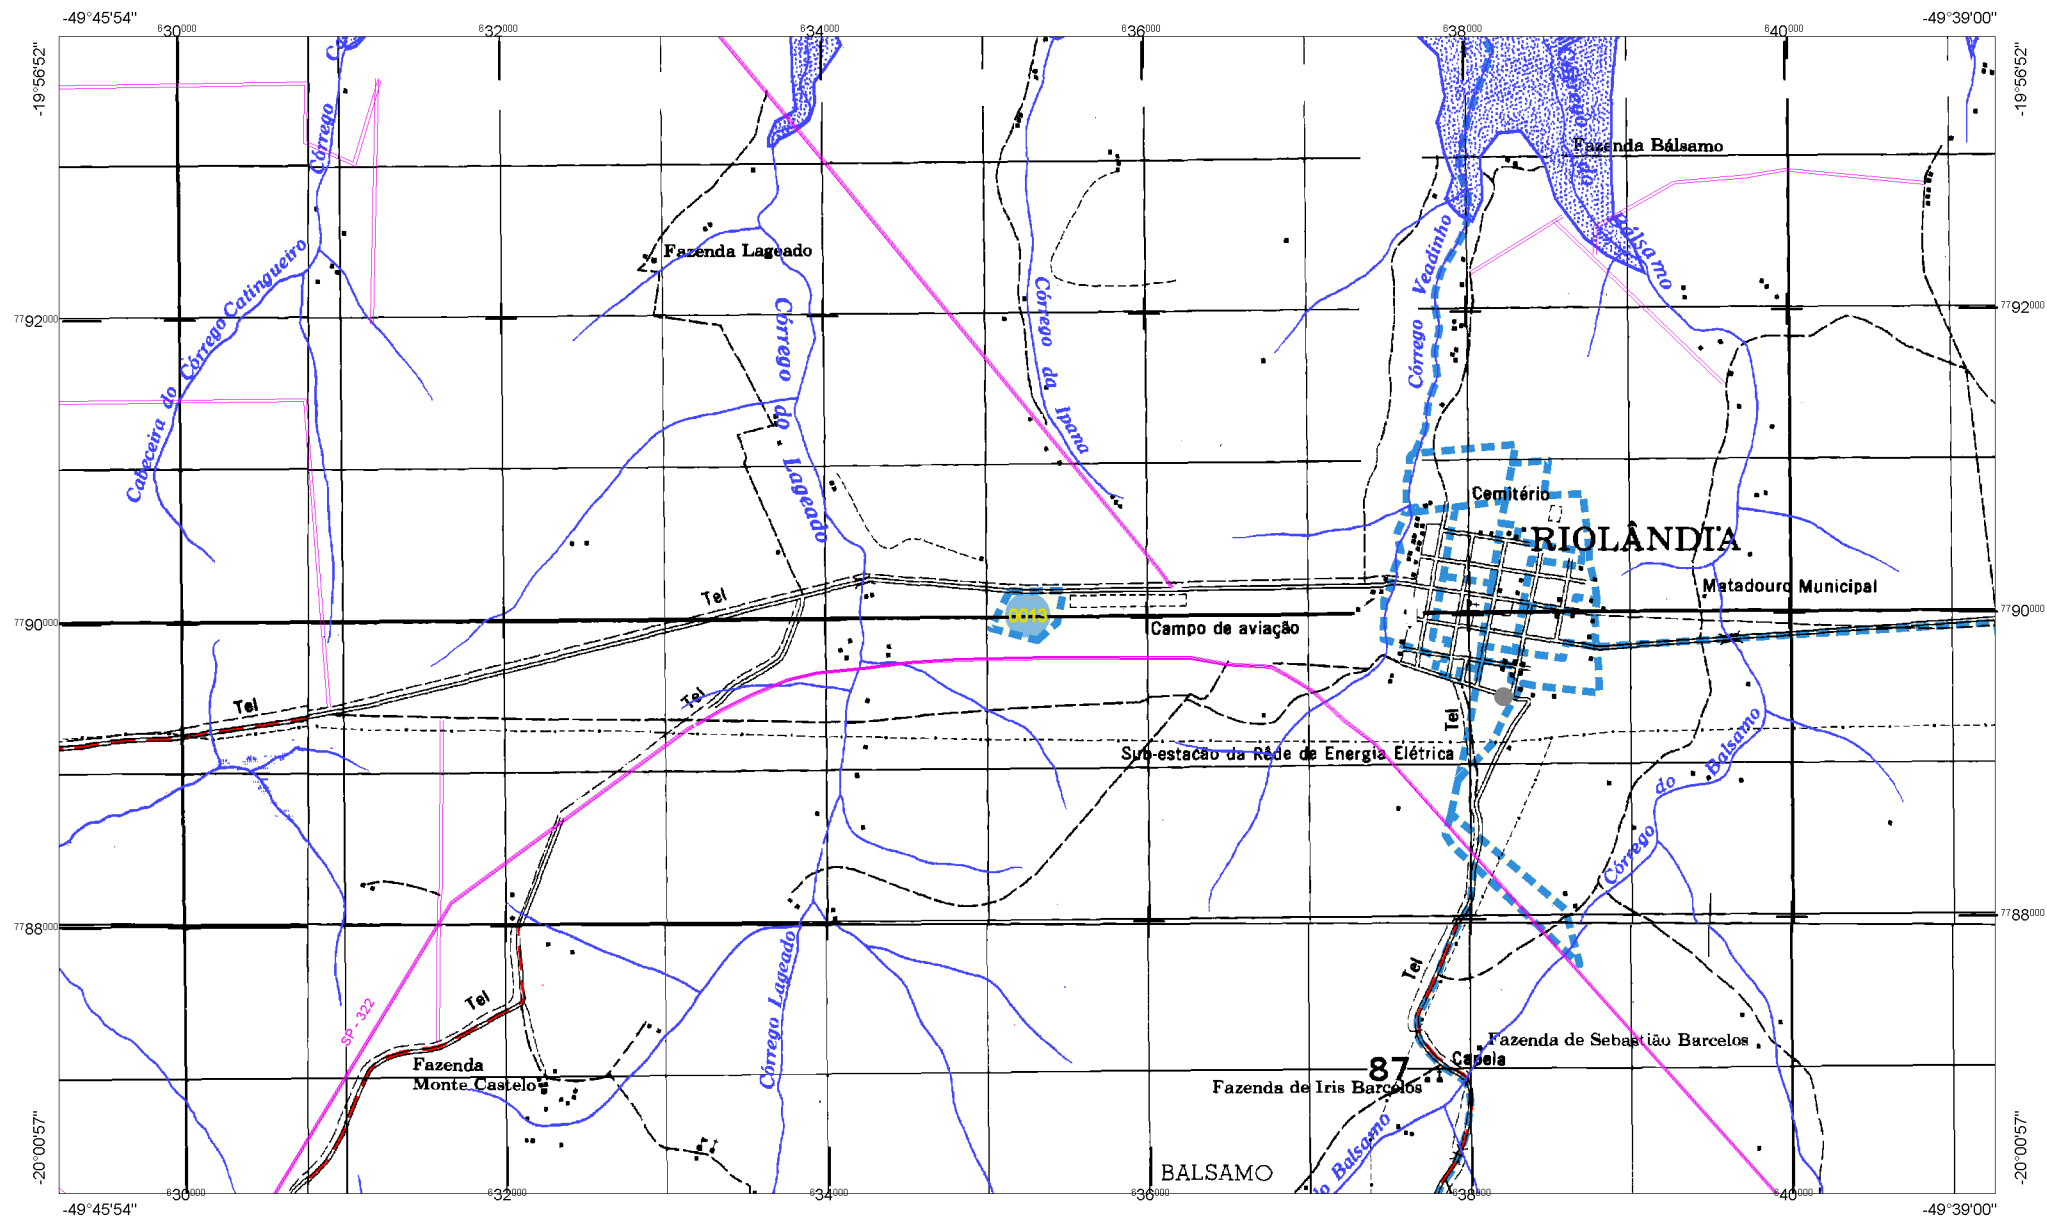 -49°45'54"
-49°39'00"
630000
632000
634000
636000
638000
640000
-19°56'52"
-19°56'52"
Córrego
Córrego do
Fazenda Bálsamo
Bálsamo
Fazenda Lageado
Córrego Veadinho
Cabeceira do Córrego Catingueiro
Córrego do Lageado
Córrego da Ipana
7792000
7792000
Cemitério
RIOLÂNDIA
Matadouro Municipal
Tel
0013
7790000
7790000
Campo de aviação
Tel
Tel
Tel
Sub-estacão da Rêde de Energia Elétrica
Córrego do Balsamo
7788000
7788000
Tel
Tel
Córrego Lageado
SP - 322
Fazenda de Sebastião Barcelos
Capela
87
Fazenda
Monte Castelo
Fazenda de Iris Barcelos
do Balsamo
BALSAMO
-20°00'57"
-20°00'57"
630000
632000
634000
636000
638000
640000
-49°45'54"
-49°39'00"